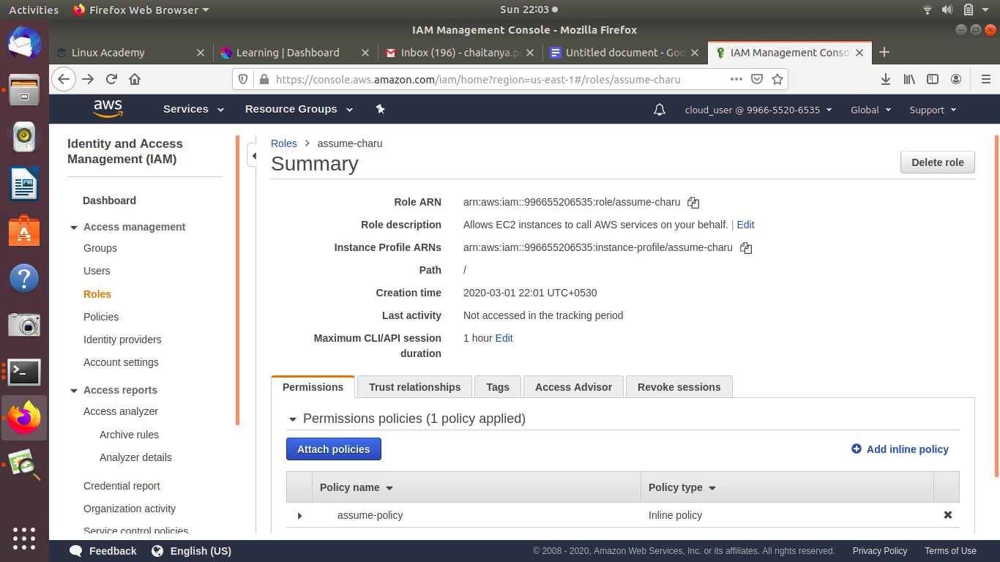 Activities
Firefox Web Browser
Sun 22:03
IAM Management Console - Mozilla Firefox
Linux Academy
Learning | Dashboard
Inbox (196) - chaitanya.p
Untitled document - Goo
IAM Management Conso
https://console.aws.amazon.com/iam/home?region=us-east-1#/roles/assume-charu
aws
Services
Resource Groups
cloud_user @ 9966-5520-6535
Global
Support
Identity and Access
Management (IAM)
Dashboard
Access management
Groups
Users
Roles
Policies
Identity providers
Account settings
Access reports
Access analyzer
Archive rules
Analyzer details
Credential report
Organization activity
Service control policies
Roles > assume-charu
Summary
Delete role
Role ARN arn:aws:iam::996655206535:role/assume-charu
Role description Allows EC2 instances to call AWS services on your behalf. | Edit
Instance Profile ARNs arn:aws:iam::996655206535:instance-profile/assume-charu
Path /
Creation time 2020-03-01 22:01 UTC+0530
Last activity Not accessed in the tracking period
Maximum CLI/API session 1 hour Edit
duration
Permissions
Trust relationships
Tags
Access Advisor
Revoke sessions
Permissions policies (1 policy applied)
Attach policies
Add inline policy
Policy name
Policy type
assume-policy
Inline policy
Feedback
English (US)
© 2008 - 2020, Amazon Web Services, Inc. or its affiliates. All rights reserved.
Privacy Policy
Terms of Use